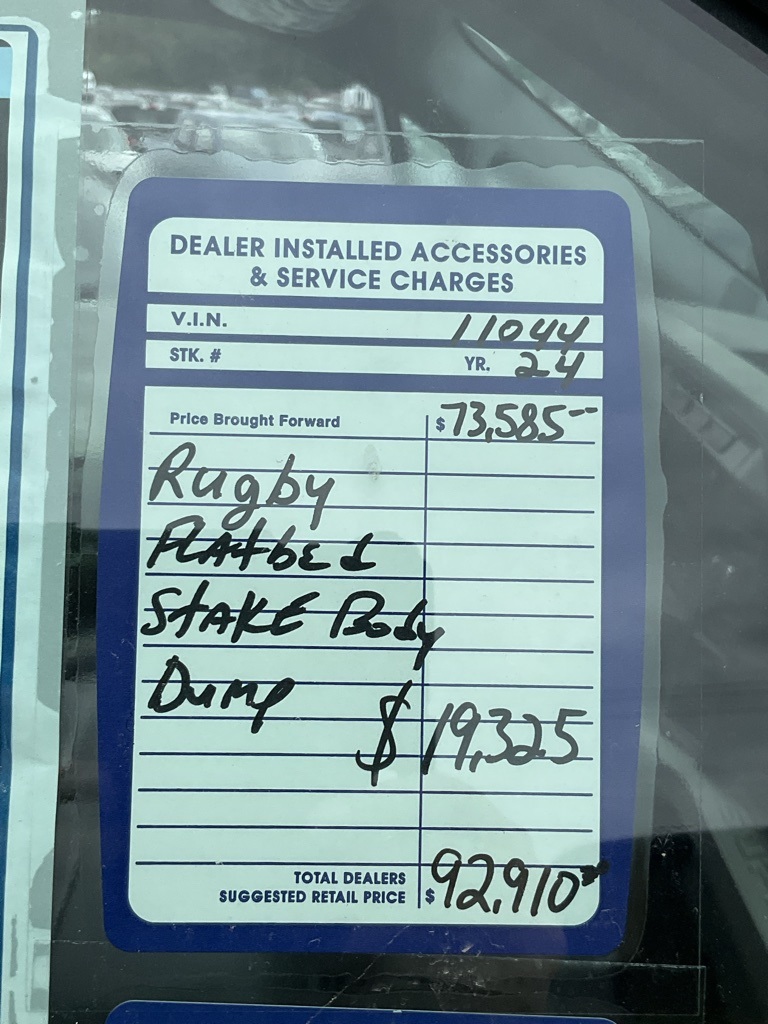 DEALER INSTALLED ACCESSORIES
& SERVICE CHARGES
V.I.N. 11044
STK. # YR. 24
Price Brought Forward $ 73,585--
Rugby
FLAtbEd
StAKE Body
Dump
$ 19,325
TOTAL DEALERS
SUGGESTED RETAIL PRICE $ 92,910